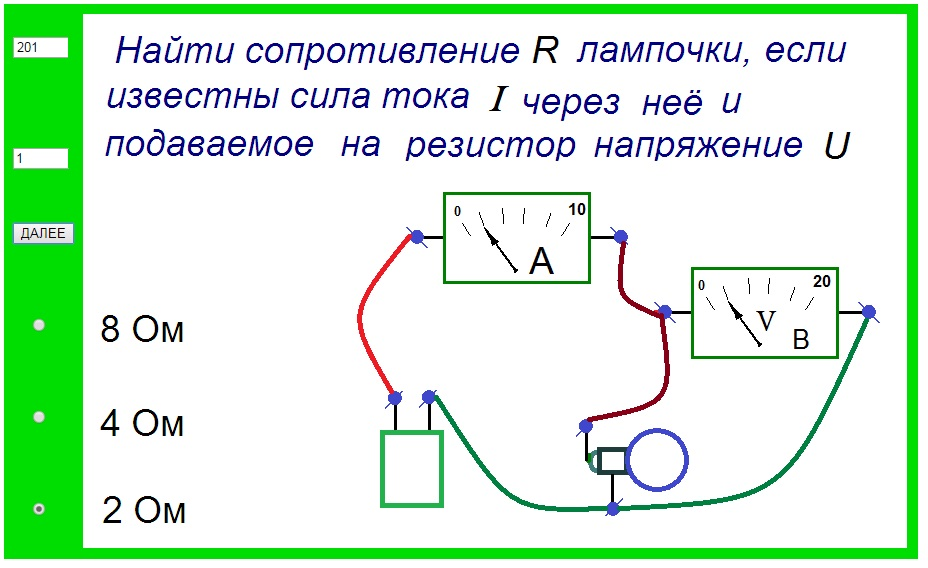 201
Найти сопротивление R лампочки, если
известны сила тока I через неё и
подаваемое на резистор напряжение U
1
ДАЛЕЕ
0 10
A
0 20
V
В
8 Ом
4 Ом
2 Ом